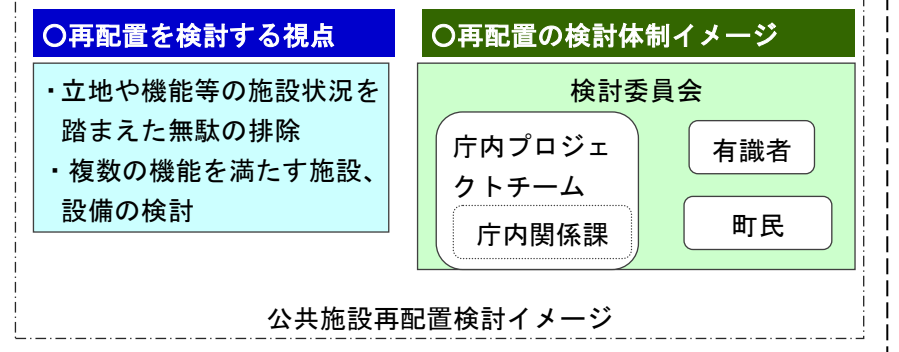 〇再配置を検討する視点
・立地や機能等の施設状況を
踏まえた無駄の排除
・複数の機能を満たす施設、
設備の検討
〇再配置の検討体制イメージ
検討委員会
庁内プロジェ
クトチーム
庁内関係課
有識者
町民
公共施設再配置検討イメージ